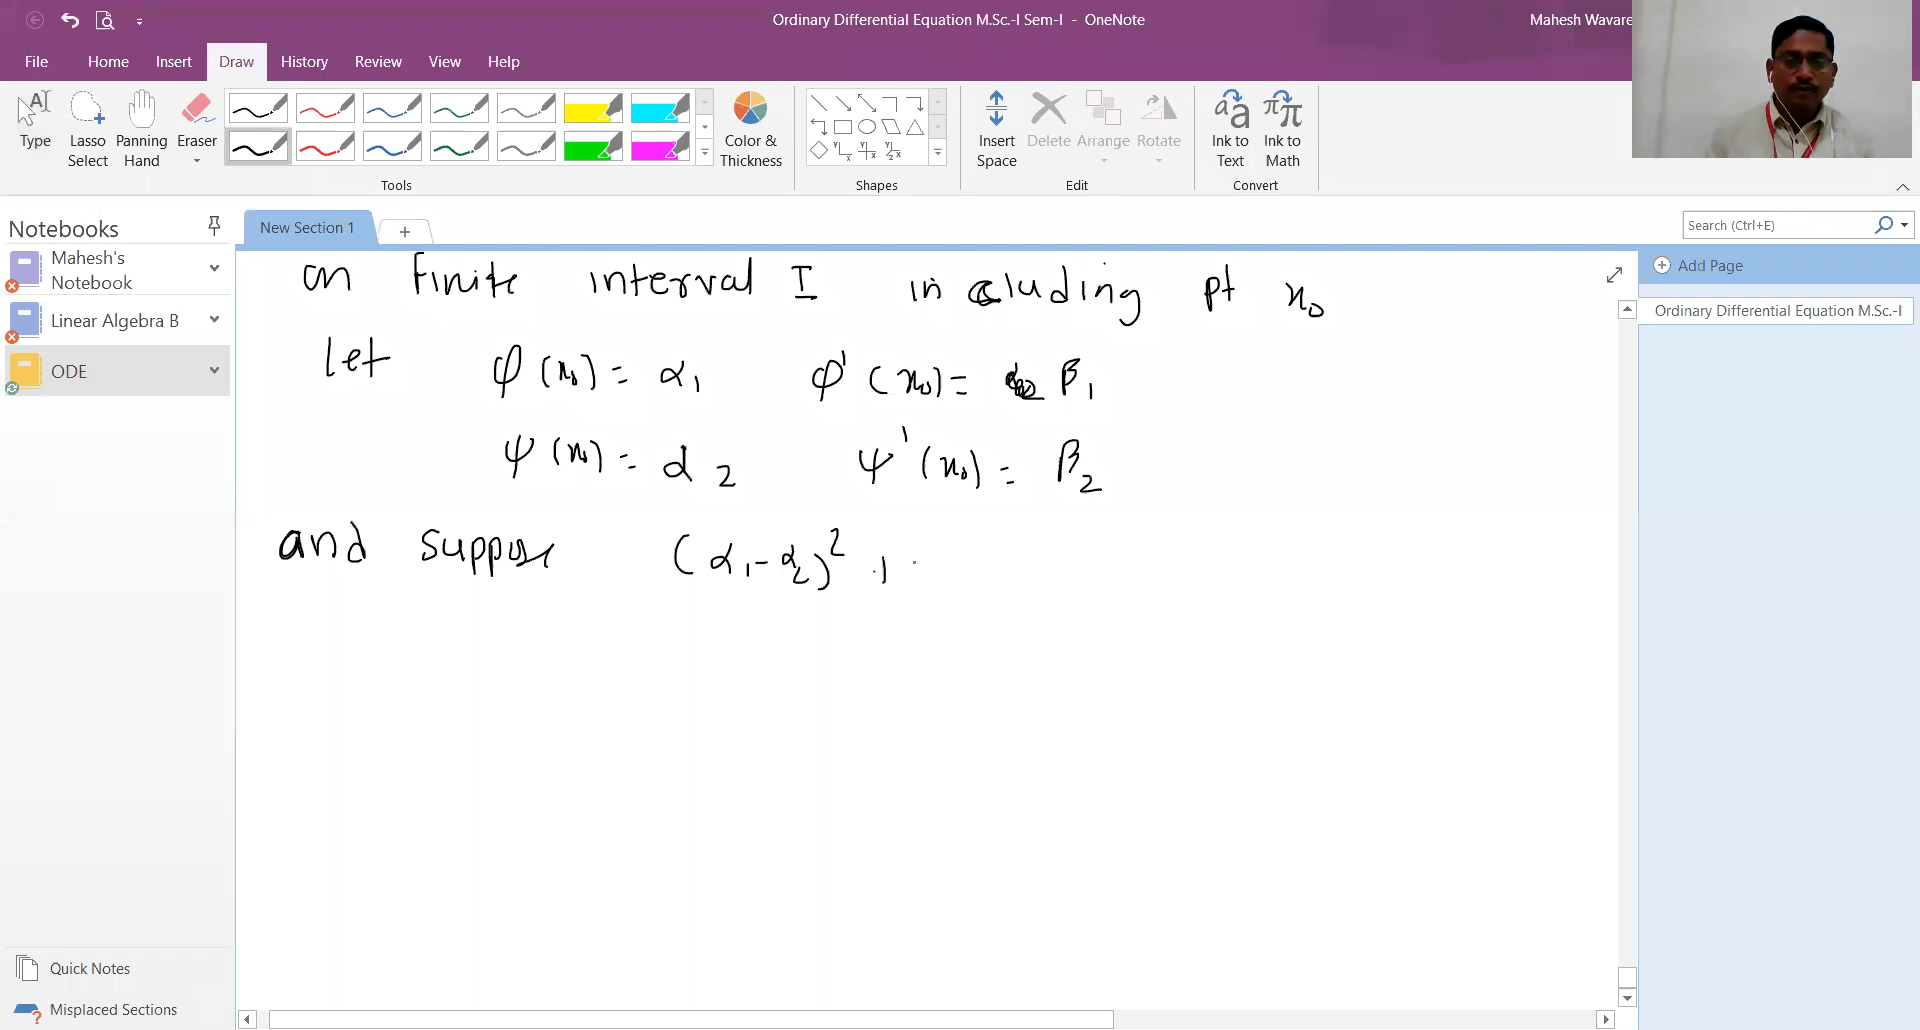 Ordinary Differential Equation M.Sc.-I Sem-I - OneNote
Mahesh Wavare
File Home Insert Draw History Review View Help
Type
Lasso Select
Panning Hand
Eraser
Color & Thickness
Insert Space
Delete
Arrange
Rotate
Ink to Text
Ink to Math
Tools
Shapes
Edit
Convert
Notebooks
Mahesh's Notebook
Linear Algebra B
ODE
Quick Notes
Misplaced Sections
New Section 1
Search (Ctrl+E)
Add Page
Ordinary Differential Equation M.Sc.-I
on finite interval I including pt x₀
let φ(x₀) = α₁ φ'(x₀) = β₁
ψ(x₀) = α₂ ψ'(x₀) = β₂
and suppose (α₁-α₂)²